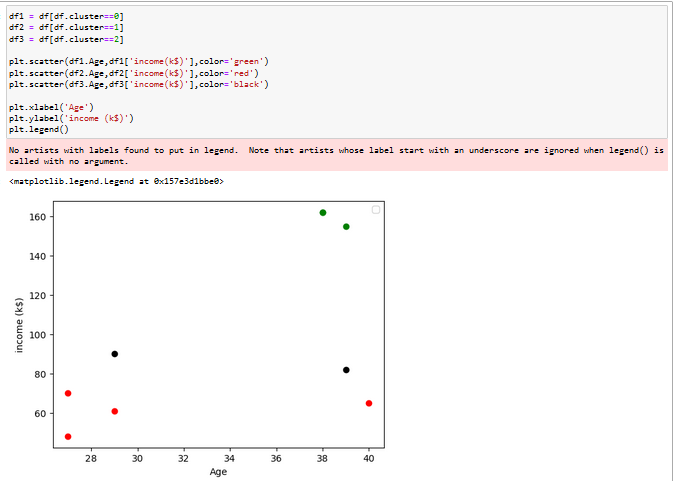 df1 = df[df.cluster==0]
df2 = df[df.cluster==1]
df3 = df[df.cluster==2]
plt.scatter(df1.Age,df1['income(k$)'],color='green')
plt.scatter(df2.Age,df2['income(k$)'],color='red')
plt.scatter(df3.Age,df3['income(k$)'],color='black')
plt.xlabel('Age')
plt.ylabel('income (k$)')
plt.legend()
No artists with labels found to put in legend.  Note that artists whose label start with an underscore are ignored when legend() is
called with no argument.
<matplotlib.legend.Legend at 0x157e3d1bbe0>
160
140
120
100
80
60
income (k$)
28 30 32 34 36 38 40
Age